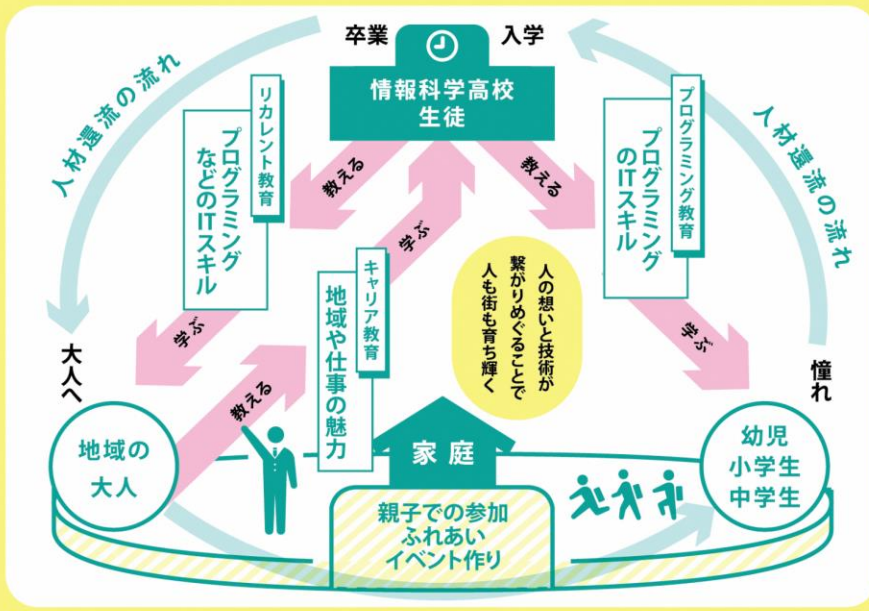 卒業
入学
情報科学高校
生徒
人材還流の流れ
人材還流の流れ
リカレント教育
プログラミング
などのITスキル
教える
学ぶ
教える
学ぶ
プログラミング教育
プログラミング
のITスキル
キャリア教育
地域や仕事の魅力
教える
学ぶ
人の想いと技術が
繋がりめぐることで
人も街も育ち輝く
大人へ
憧れ
地域の
大人
家庭
幼児
小学生
中学生
親子での参加
ふれあい
イベント作り